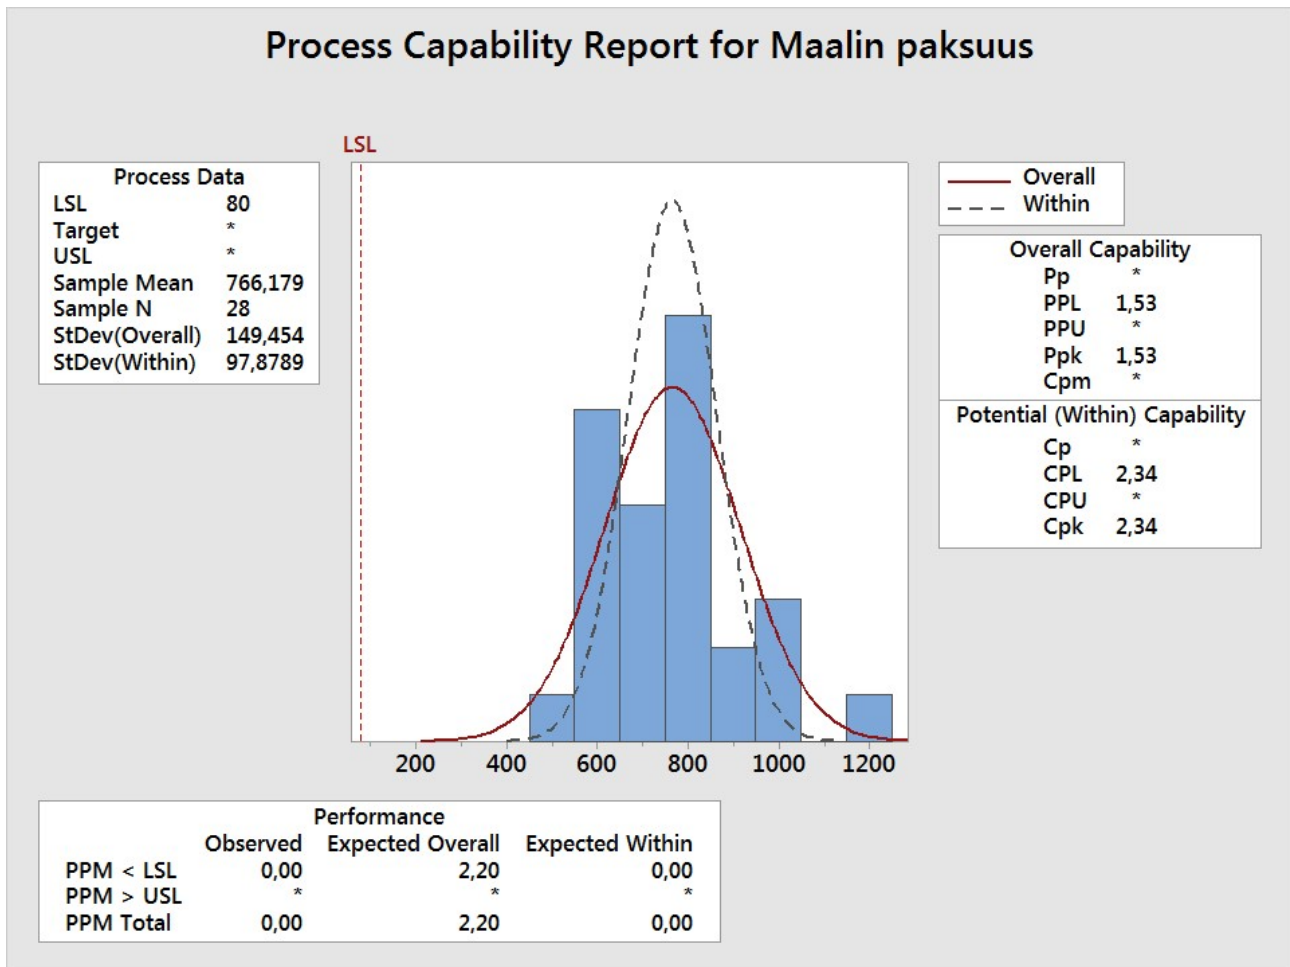 Process Capability Report for Maalin paksuus
LSL
Process Data
LSL 80
Target *
USL *
Sample Mean 766,179
Sample N 28
StDev(Overall) 149,454
StDev(Within) 97,8789
Overall
Within
Overall Capability
Pp *
PPL 1,53
PPU *
Ppk 1,53
Cpm *
Potential (Within) Capability
Cp *
CPL 2,34
CPU *
Cpk 2,34
200 400 600 800 1000 1200
Performance
Observed Expected Overall Expected Within
PPM < LSL 0,00 2,20 0,00
PPM > USL * * *
PPM Total 0,00 2,20 0,00